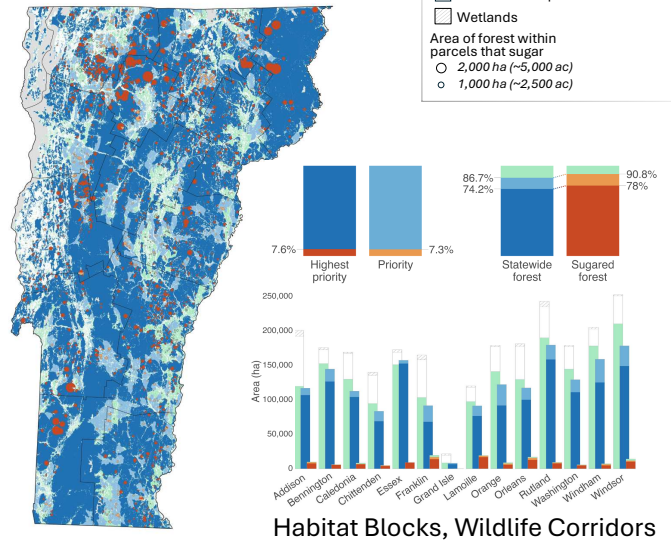 Wetlands
Area of forest within
parcels that sugar
2,000 ha (~5,000 ac)
1,000 ha (~2,500 ac)
86.7%
74.2%
90.8%
78%
7.6%
7.3%
Highest
priority
Priority
Statewide
forest
Sugared
forest
250,000
200,000
150,000
100,000
50,000
0
Area (ha)
Addison
Bennington
Caledonia
Chittenden
Essex
Franklin
Grand Isle
Lamoille
Orange
Orleans
Rutland
Washington
Windham
Windsor
Habitat Blocks, Wildlife Corridors